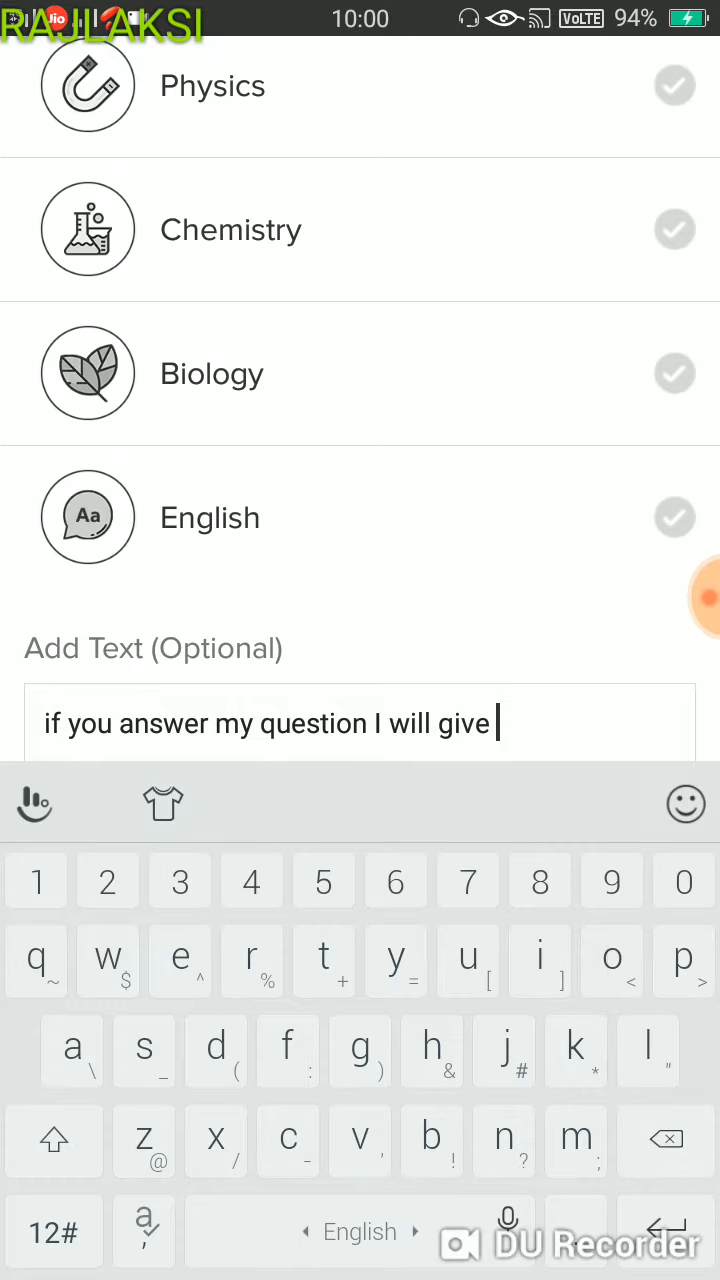 RAJLAKSI
Jio 10:00 VoLTE 94%
Physics
Chemistry
Biology
Aa English
Add Text (Optional)
if you answer my question I will give
1 2 3 4 5 6 7 8 9 0
q w e r t y u i o p
~ $ ^ % + = [ ] < >
a s d f g h j k l
\ _ ( : ) & # * "
z x c v b n m
@ / - ' ! ? ;
12# a , English .
DU Recorder